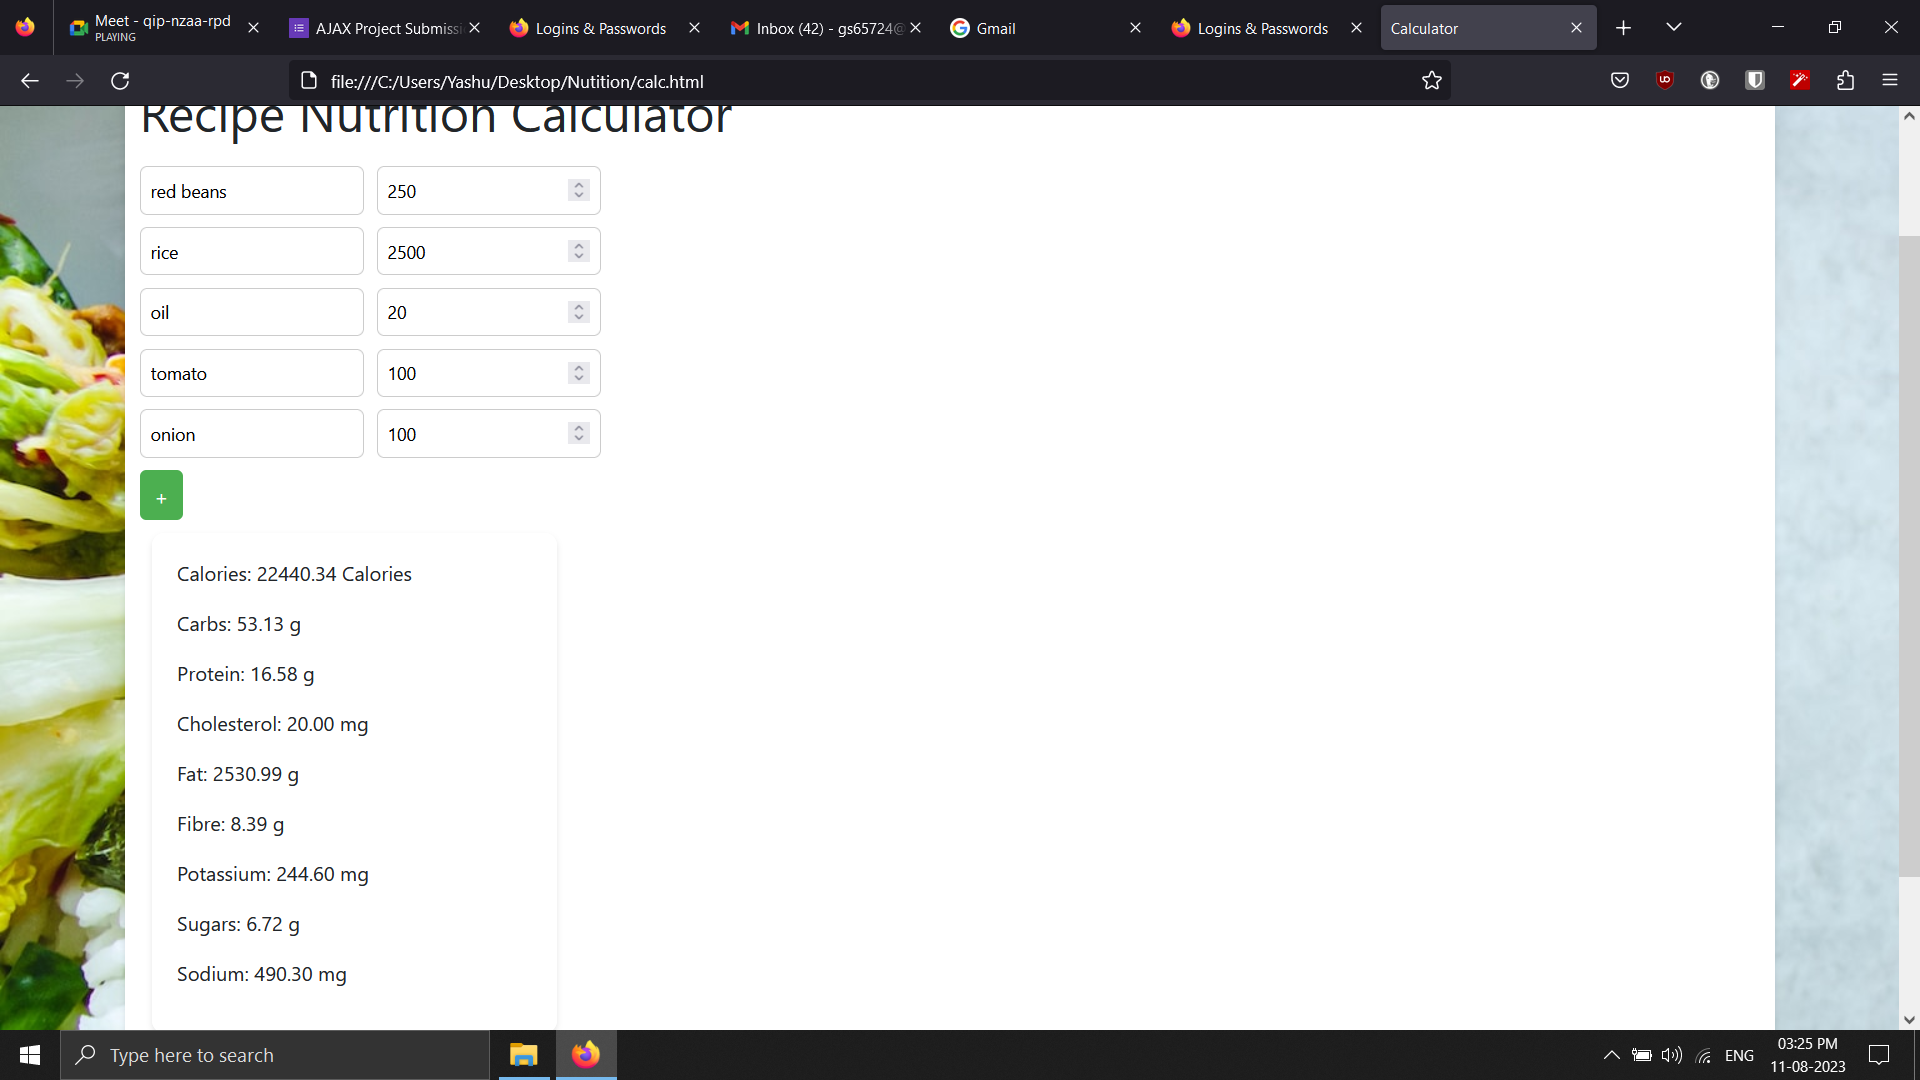 Meet - qip-nzaa-rpd
PLAYING
AJAX Project Submissi
Logins & Passwords
Inbox (42) - gs65724@
Gmail
Logins & Passwords
Calculator
file:///C:/Users/Yashu/Desktop/Nutition/calc.html
Recipe Nutrition Calculator
red beans 250
rice 2500
oil 20
tomato 100
onion 100
+
Calories: 22440.34 Calories
Carbs: 53.13 g
Protein: 16.58 g
Cholesterol: 20.00 mg
Fat: 2530.99 g
Fibre: 8.39 g
Potassium: 244.60 mg
Sugars: 6.72 g
Sodium: 490.30 mg
Type here to search
ENG
03:25 PM
11-08-2023